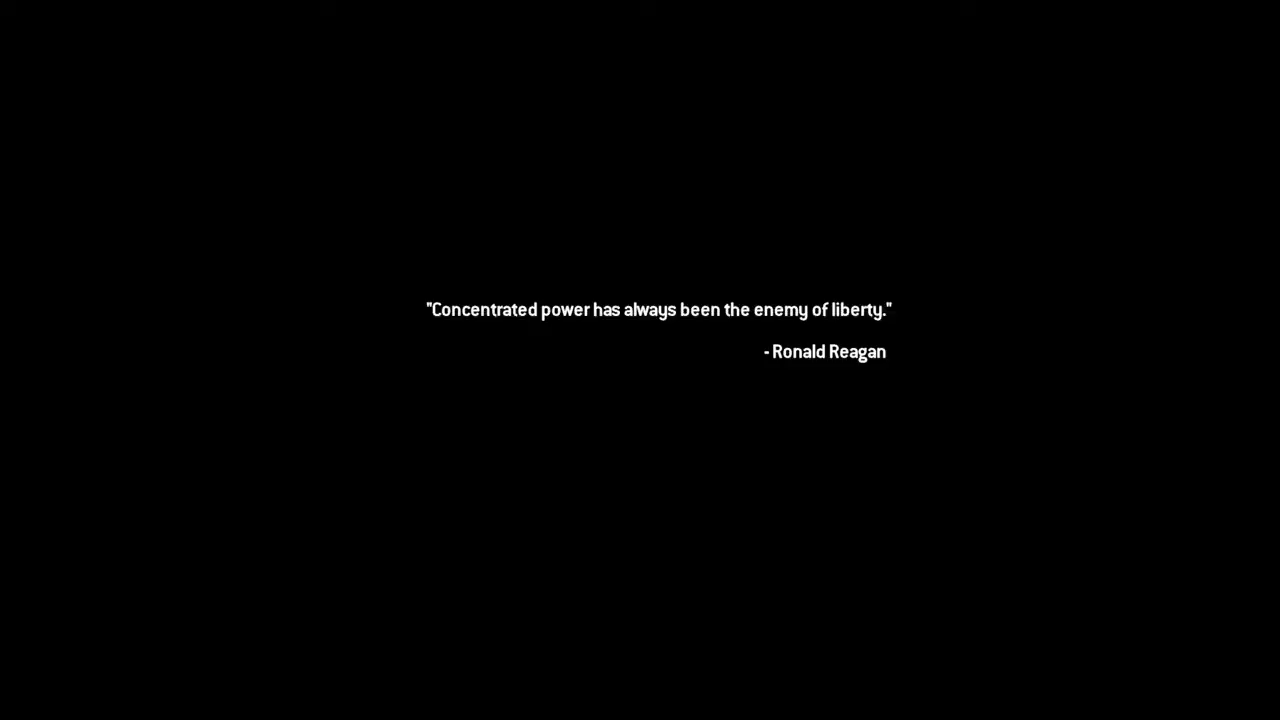 "Concentrated power has always been the enemy of liberty."
- Ronald Reagan